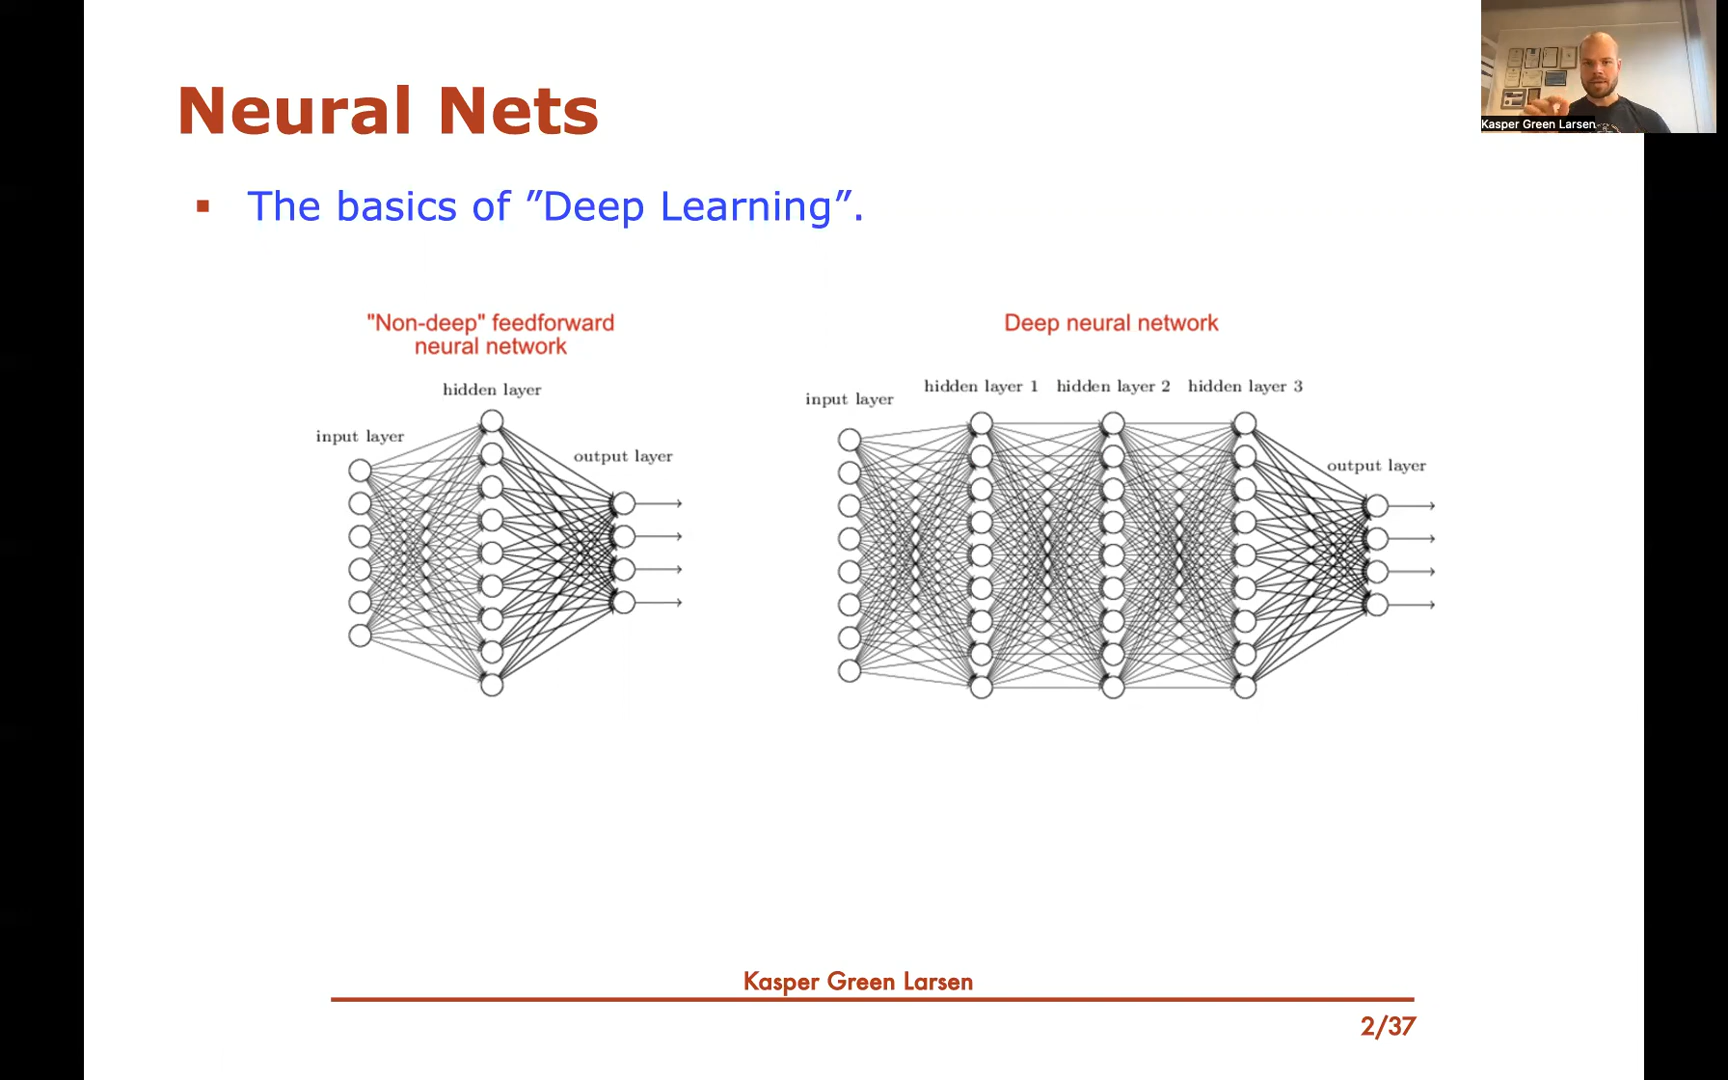 Neural Nets
Kasper Green Larsen
▪ The basics of ”Deep Learning”.
"Non-deep" feedforward
neural network
hidden layer
input layer
output layer
Deep neural network
hidden layer 1 hidden layer 2 hidden layer 3
input layer
output layer
Kasper Green Larsen
2/37